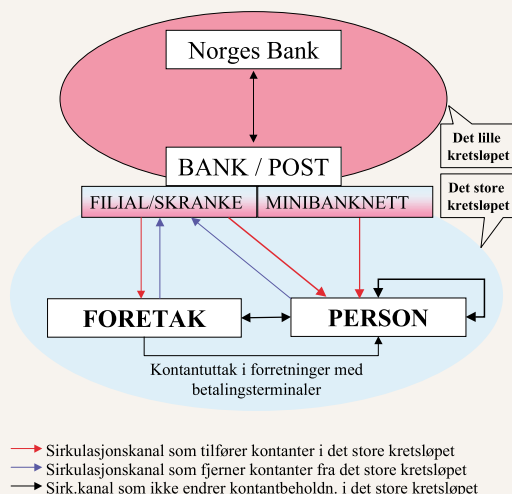 Norges Bank
Det lille
kretsløpet
BANK / POST
Det store
kretsløpet
FILIAL/SKRANKE
MINIBANKNETT
FORETAK
PERSON
Kontantuttak i forretninger med
betalingsterminaler
Sirkulasjonskanal som tilfører kontanter i det store kretsløpet
Sirkulasjonskanal som fjerner kontanter fra det store kretsløpet
Sirk.kanal som ikke endrer kontantbeholdn. i det store kretsløpet